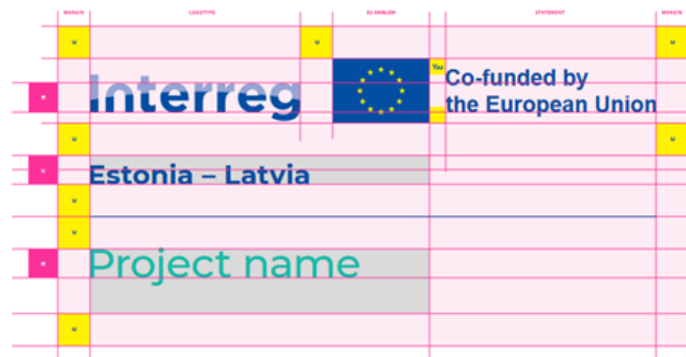 MARGIN LOGOTYPE EU EMBLEM STATEMENT MARGIN
Interreg
Co-funded by
the European Union
Estonia – Latvia
Project name